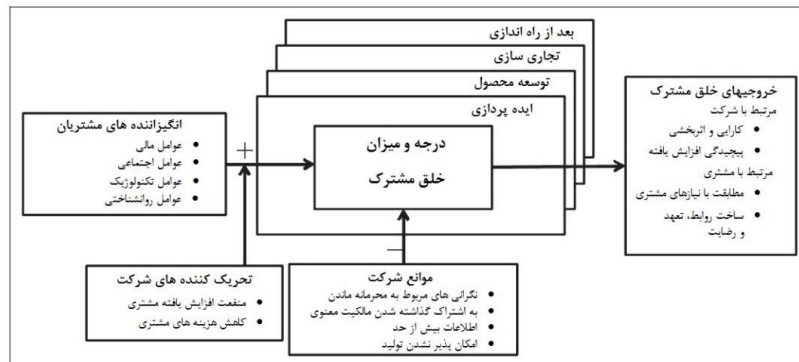 بعد از راه اندازی
تجاری سازی
توسعه محصول
ایده پردازی
درجه و میزان
خلق مشترک
انگیزاننده های مشتریان
عوامل مالی
عوامل اجتماعی
عوامل تکنولوژیک
عوامل روانشناختی
+
تحریک کننده های شرکت
منفعت افزایش یافته مشتری
کاهش هزینه های مشتری
–
موانع شرکت
نگرانی های مربوط به محرمانه ماندن
به اشتراک گذاشته شدن مالکیت معنوی
اطلاعات بیش از حد
امکان پذیر نشدن تولید
خروجیهای خلق مشترک
مرتبط با شرکت
کارایی و اثربخشی
پیچیدگی افزایش یافته
مرتبط با مشتری
مطابقت با نیازهای مشتری
ساخت روابط، تعهد
و رضایت